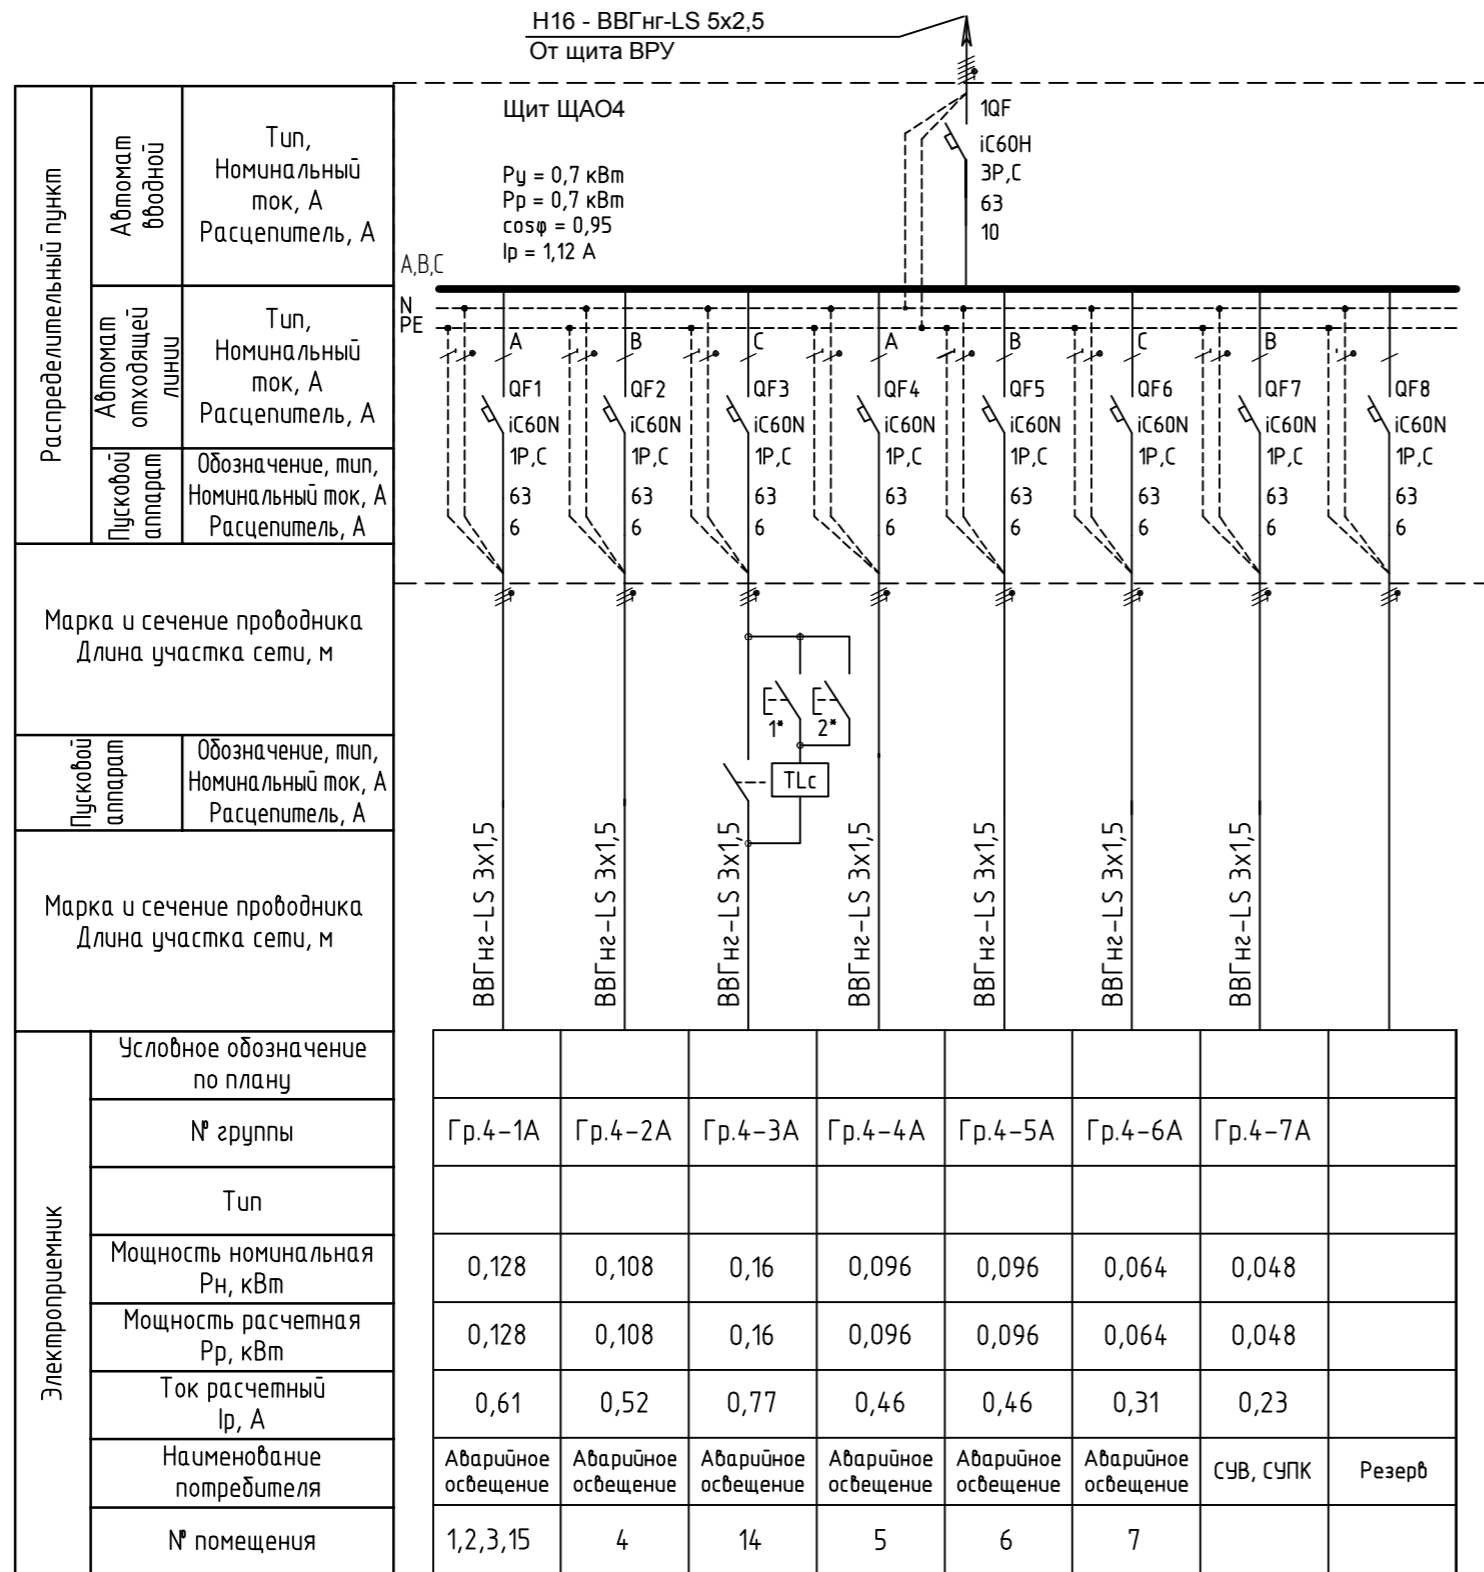 Н16 - ВВГнг-LS 5х2,5
От щита ВРУ
Щит ЩАО4
Ру = 0,7 кВт
Рр = 0,7 кВт
cosφ = 0,95
Iр = 1,12 А
1QF
iC60H
3P,C
63
10
A,B,C
N
PE
Распределительный пункт
Автомат
вводной
Тип,
Номинальный
ток, А
Расцепитель, А
Автомат
отходящей
линии
Тип,
Номинальный
ток, А
Расцепитель, А
Пусковой
аппарат
Обозначение, тип,
Номинальный ток, А
Расцепитель, А
A B C A B C B
QF1 QF2 QF3 QF4 QF5 QF6 QF7 QF8
iC60N iC60N iC60N iC60N iC60N iC60N iC60N iC60N
1P,C 1P,C 1P,C 1P,C 1P,C 1P,C 1P,C 1P,C
63 63 63 63 63 63 63 63
6 6 6 6 6 6 6 6
Марка и сечение проводника
Длина участка сети, м
1* 2*
TLc
Пусковой
аппарат
Обозначение, тип,
Номинальный ток, А
Расцепитель, А
Марка и сечение проводника
Длина участка сети, м
ВВГнг-LS 3х1,5
ВВГнг-LS 3х1,5
ВВГнг-LS 3х1,5
ВВГнг-LS 3х1,5
ВВГнг-LS 3х1,5
ВВГнг-LS 3х1,5
ВВГнг-LS 3х1,5
Электроприемник
Условное обозначение
по плану
№ группы
Гр.4-1А Гр.4-2А Гр.4-3А Гр.4-4А Гр.4-5А Гр.4-6А Гр.4-7А
Тип
Мощность номинальная
Рн, кВт
0,128 0,108 0,16 0,096 0,096 0,064 0,048
Мощность расчетная
Рр, кВт
0,128 0,108 0,16 0,096 0,096 0,064 0,048
Ток расчетный
Iр, А
0,61 0,52 0,77 0,46 0,46 0,31 0,23
Наименование
потребителя
Аварийное Аварийное Аварийное Аварийное Аварийное Аварийное СУВ, СУПК Резерв
освещение освещение освещение освещение освещение освещение
№ помещения
1,2,3,15 4 14 5 6 7